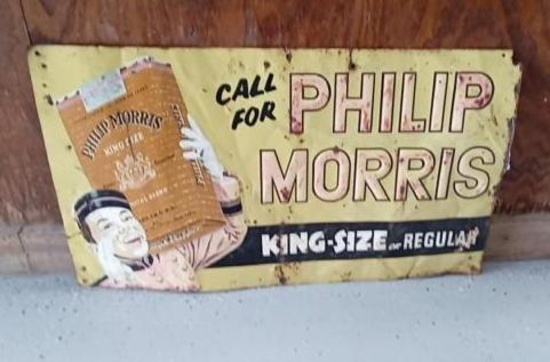 CALL
FOR
PHILIP
MORRIS
KING-SIZE or REGULAR
PHILIP MORRIS
KING SIZE